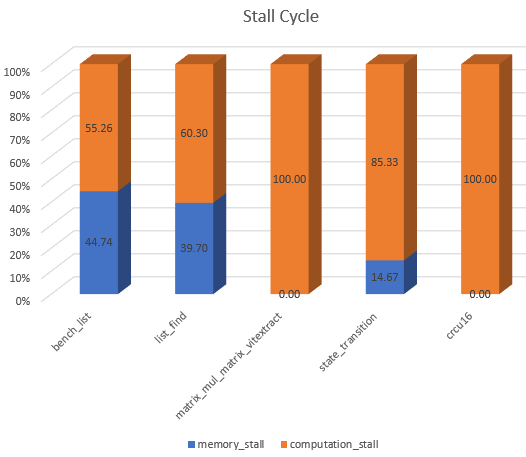 Stall Cycle
100%
90%
80%
70%
60%
50%
40%
30%
20%
10%
0%
55.26
60.30
100.00
85.33
100.00
44.74
39.70
0.00
14.67
0.00
bench_list
list_find
matrix_mul_matrix_vitextract
state_transition
crcu16
memory_stall
computation_stall